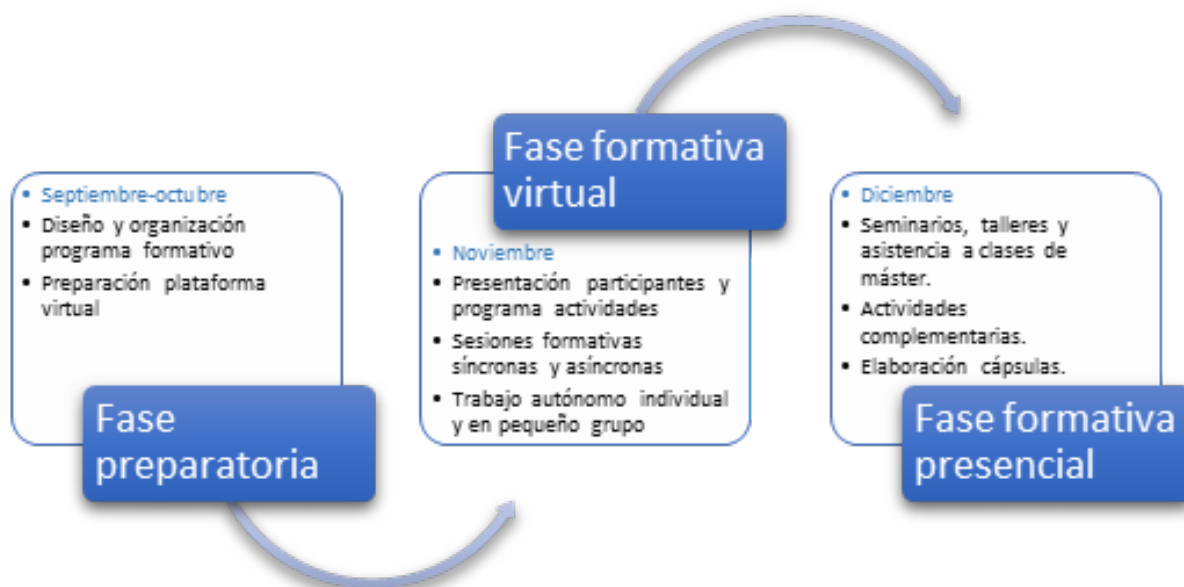 • Septiembre-octubre
• Diseño y organización
programa formativo
• Preparación plataforma
virtual
Fase
preparatoria
Fase formativa
virtual
• Noviembre
• Presentación participantes y
programa actividades
• Sesiones formativas
síncronas y asíncronas
• Trabajo autónomo individual
y en pequeño grupo
• Diciembre
• Seminarios, talleres y
asistencia a clases de
máster.
• Actividades
complementarias.
• Elaboración cápsulas.
Fase formativa
presencial